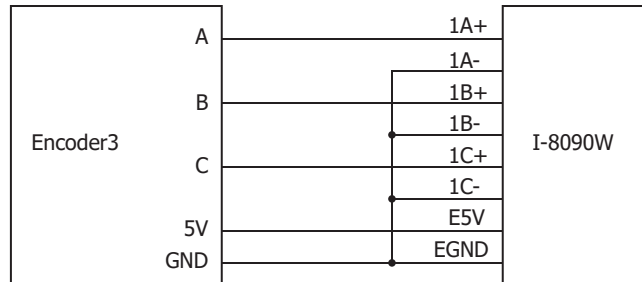 A
1A+
1A-
B
1B+
1B-
Encoder3
I-8090W
C
1C+
1C-
5V
E5V
GND
EGND